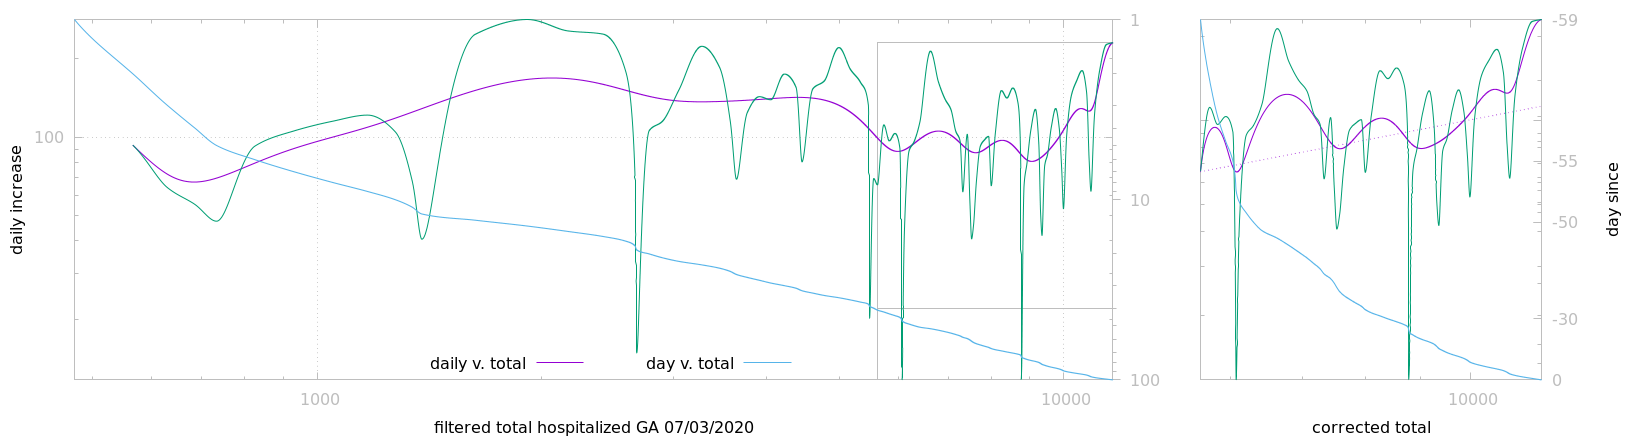 1
-59
100
daily increase
-55
10
day since
-50
-30
daily v. total
day v. total
100
0
1000
10000
10000
filtered total hospitalized GA 07/03/2020
corrected total